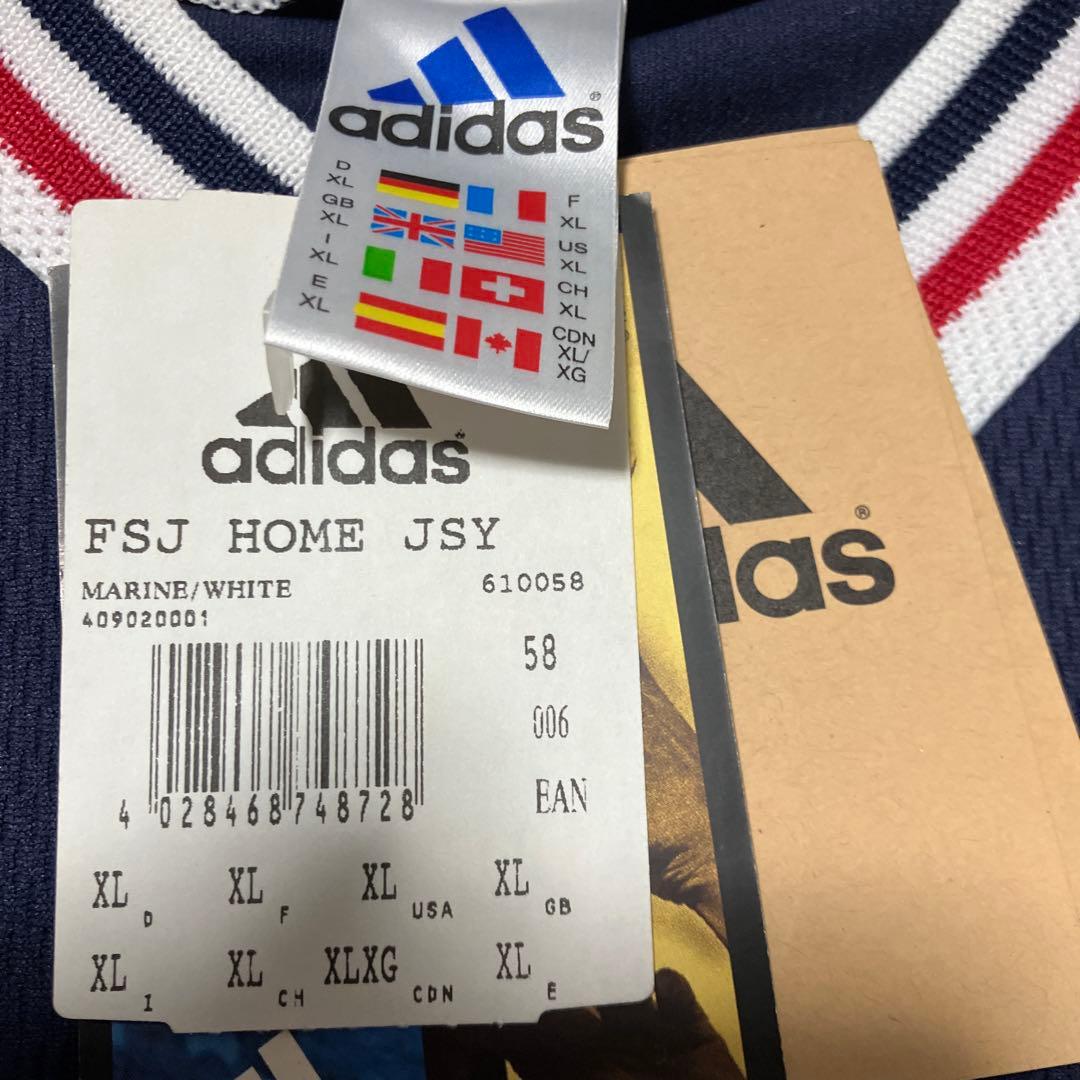 adidas®
D
XL
GB
XL
I
XL
E
XL
F
XL
US
XL
CH
XL
CDN
XL/
XG
adidas®
FSJ HOME JSY
MARINE/WHITE 610058
409020001
58
006
EAN
4 028468 748728
XL D XL F XL USA XL GB
XL I XL CH XLXG CDN XL E
das®